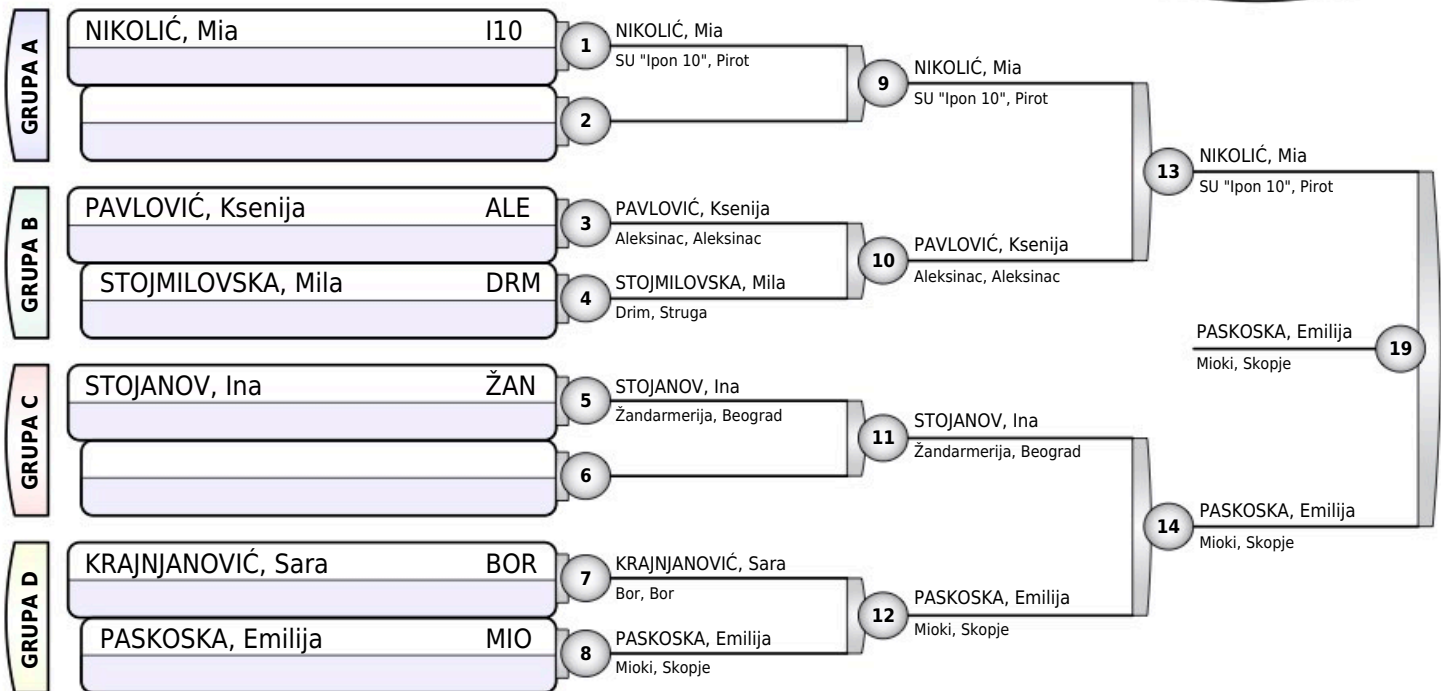 GRUPA A
NIKOLIĆ, Mia I10
1
NIKOLIĆ, Mia
SU "Ipon 10", Pirot
2
9
NIKOLIĆ, Mia
SU "Ipon 10", Pirot
GRUPA B
PAVLOVIĆ, Ksenija ALE
3
PAVLOVIĆ, Ksenija
Aleksinac, Aleksinac
STOJMILOVSKA, Mila DRM
4
STOJMILOVSKA, Mila
Drim, Struga
10
PAVLOVIĆ, Ksenija
Aleksinac, Aleksinac
13
NIKOLIĆ, Mia
SU "Ipon 10", Pirot
GRUPA C
STOJANOV, Ina ŽAN
5
STOJANOV, Ina
Žandarmerija, Beograd
6
11
STOJANOV, Ina
Žandarmerija, Beograd
GRUPA D
KRAJNJANOVIĆ, Sara BOR
7
KRAJNJANOVIĆ, Sara
Bor, Bor
PASKOSKA, Emilija MIO
8
PASKOSKA, Emilija
Mioki, Skopje
12
PASKOSKA, Emilija
Mioki, Skopje
14
PASKOSKA, Emilija
Mioki, Skopje
PASKOSKA, Emilija
Mioki, Skopje
19